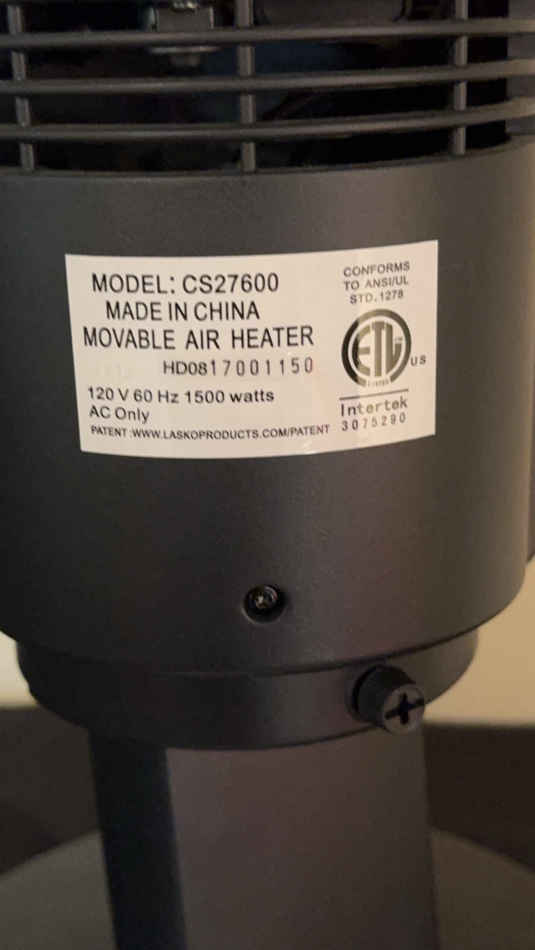 MODEL: CS27600
MADE IN CHINA
MOVABLE AIR HEATER
HD0817001150
120 V 60 Hz 1500 watts
AC Only
PATENT :WWW.LASKOPRODUCTS.COM/PATENT
CONFORMS
TO ANSI/UL
STD.1278
ETL
US
LISTED
Intertek
3075290